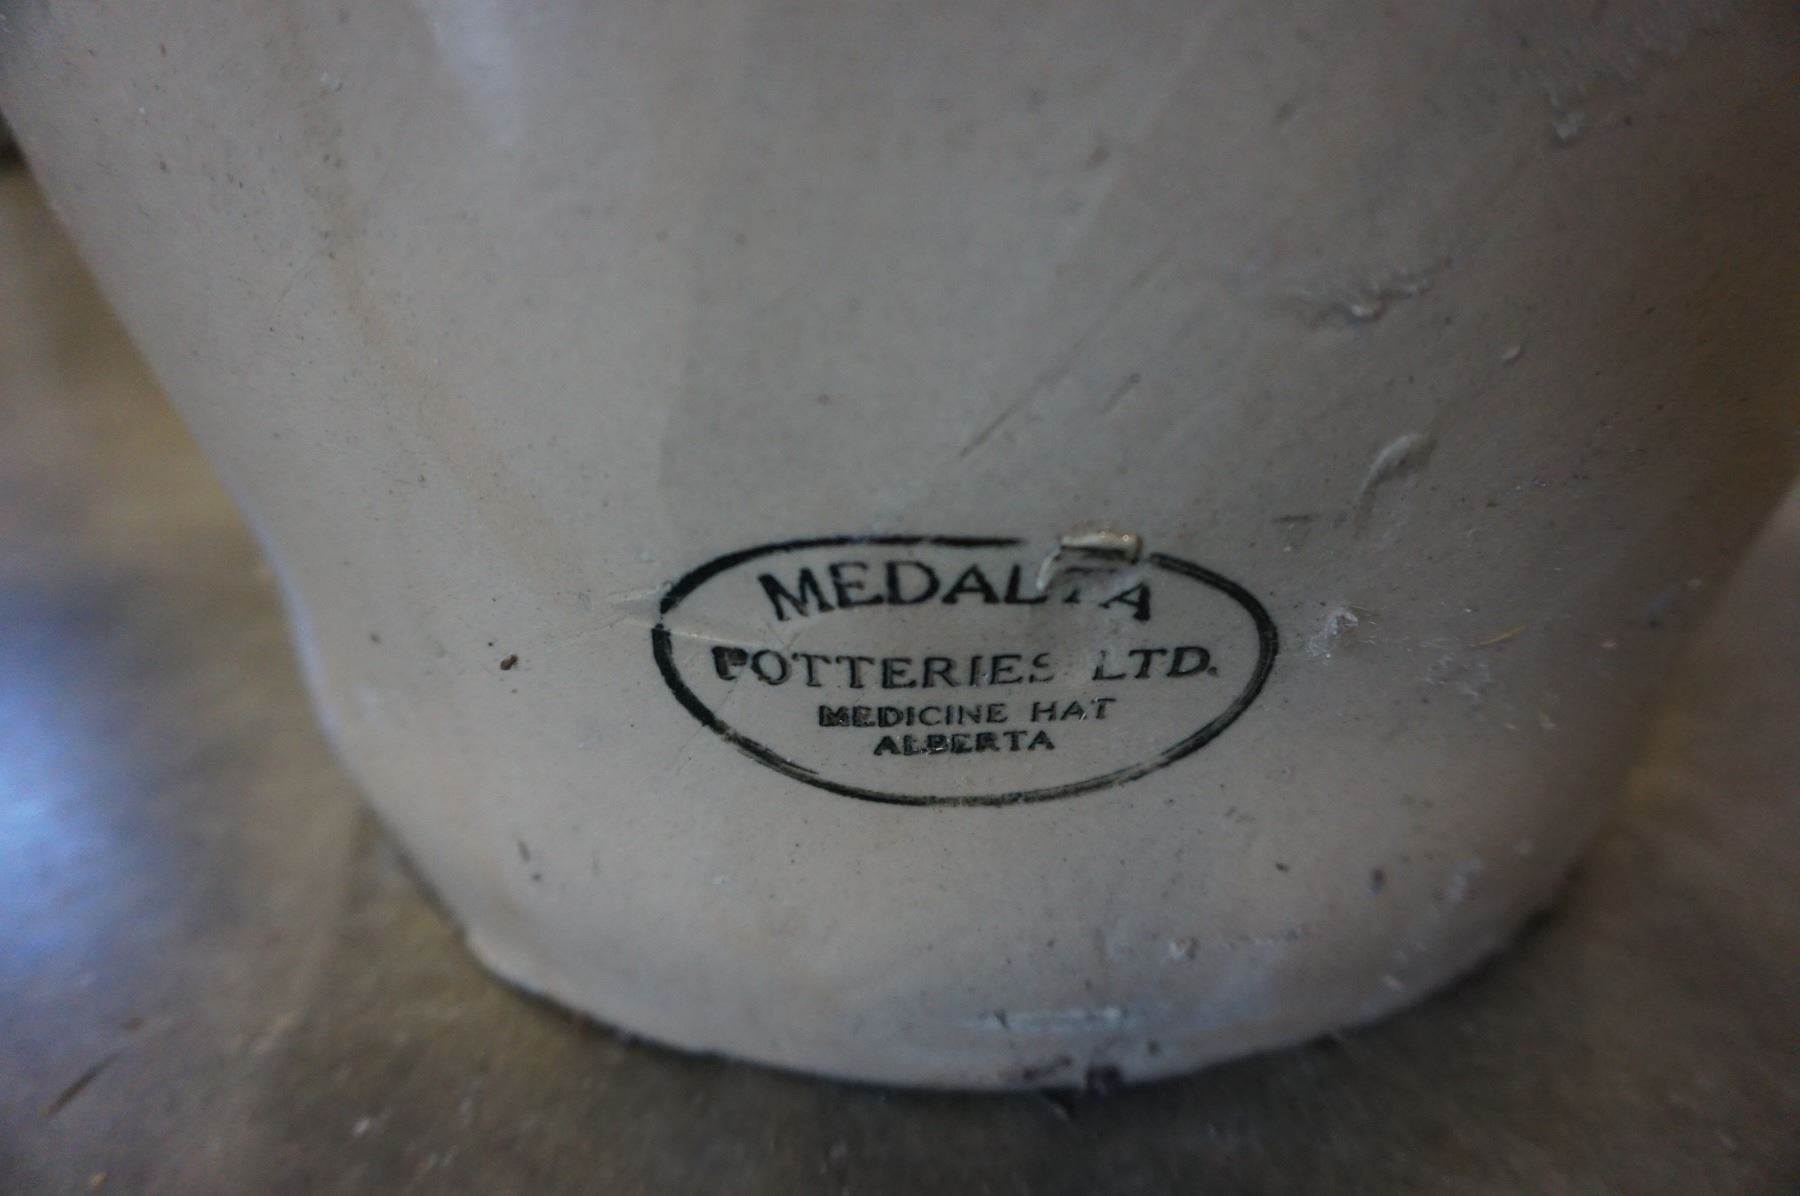 MEDALTA
POTTERIES LTD.
MEDICINE HAT
ALBERTA